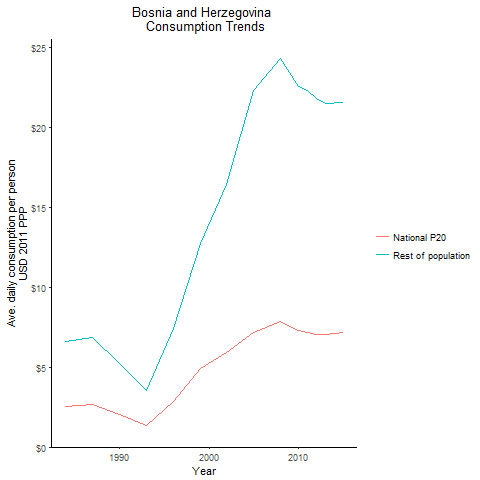 Bosnia and Herzegovina
Consumption Trends
Ave. daily consumption per person
USD 2011 PPP
$25
$20
$15
$10
$5
$0
1990
2000
2010
Year
National P20
Rest of population